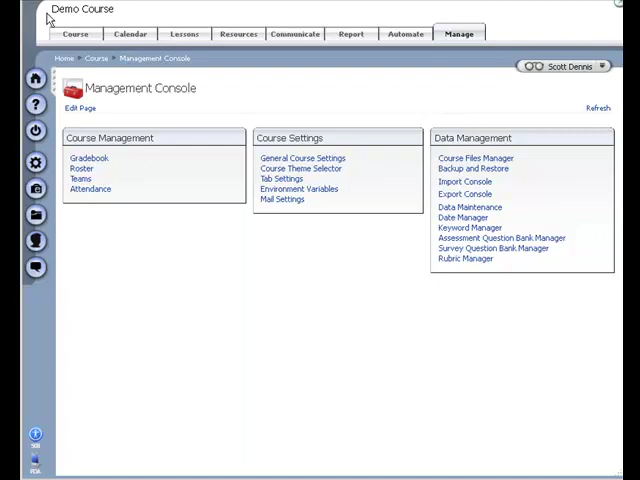 Demo Course
Course Calendar Lessons Resources Communicate Report Automate Manage
Home Course Management Console
Scott Dennis
Management Console
Edit Page
Refresh
Course Management
Gradebook
Roster
Teams
Attendance
Course Settings
General Course Settings
Course Theme Selector
Tab Settings
Environment Variables
Mail Settings
Data Management
Course Files Manager
Backup and Restore
Import Console
Export Console
Data Maintenance
Date Manager
Keyword Manager
Assessment Question Bank Manager
Survey Question Bank Manager
Rubric Manager
508
PDA